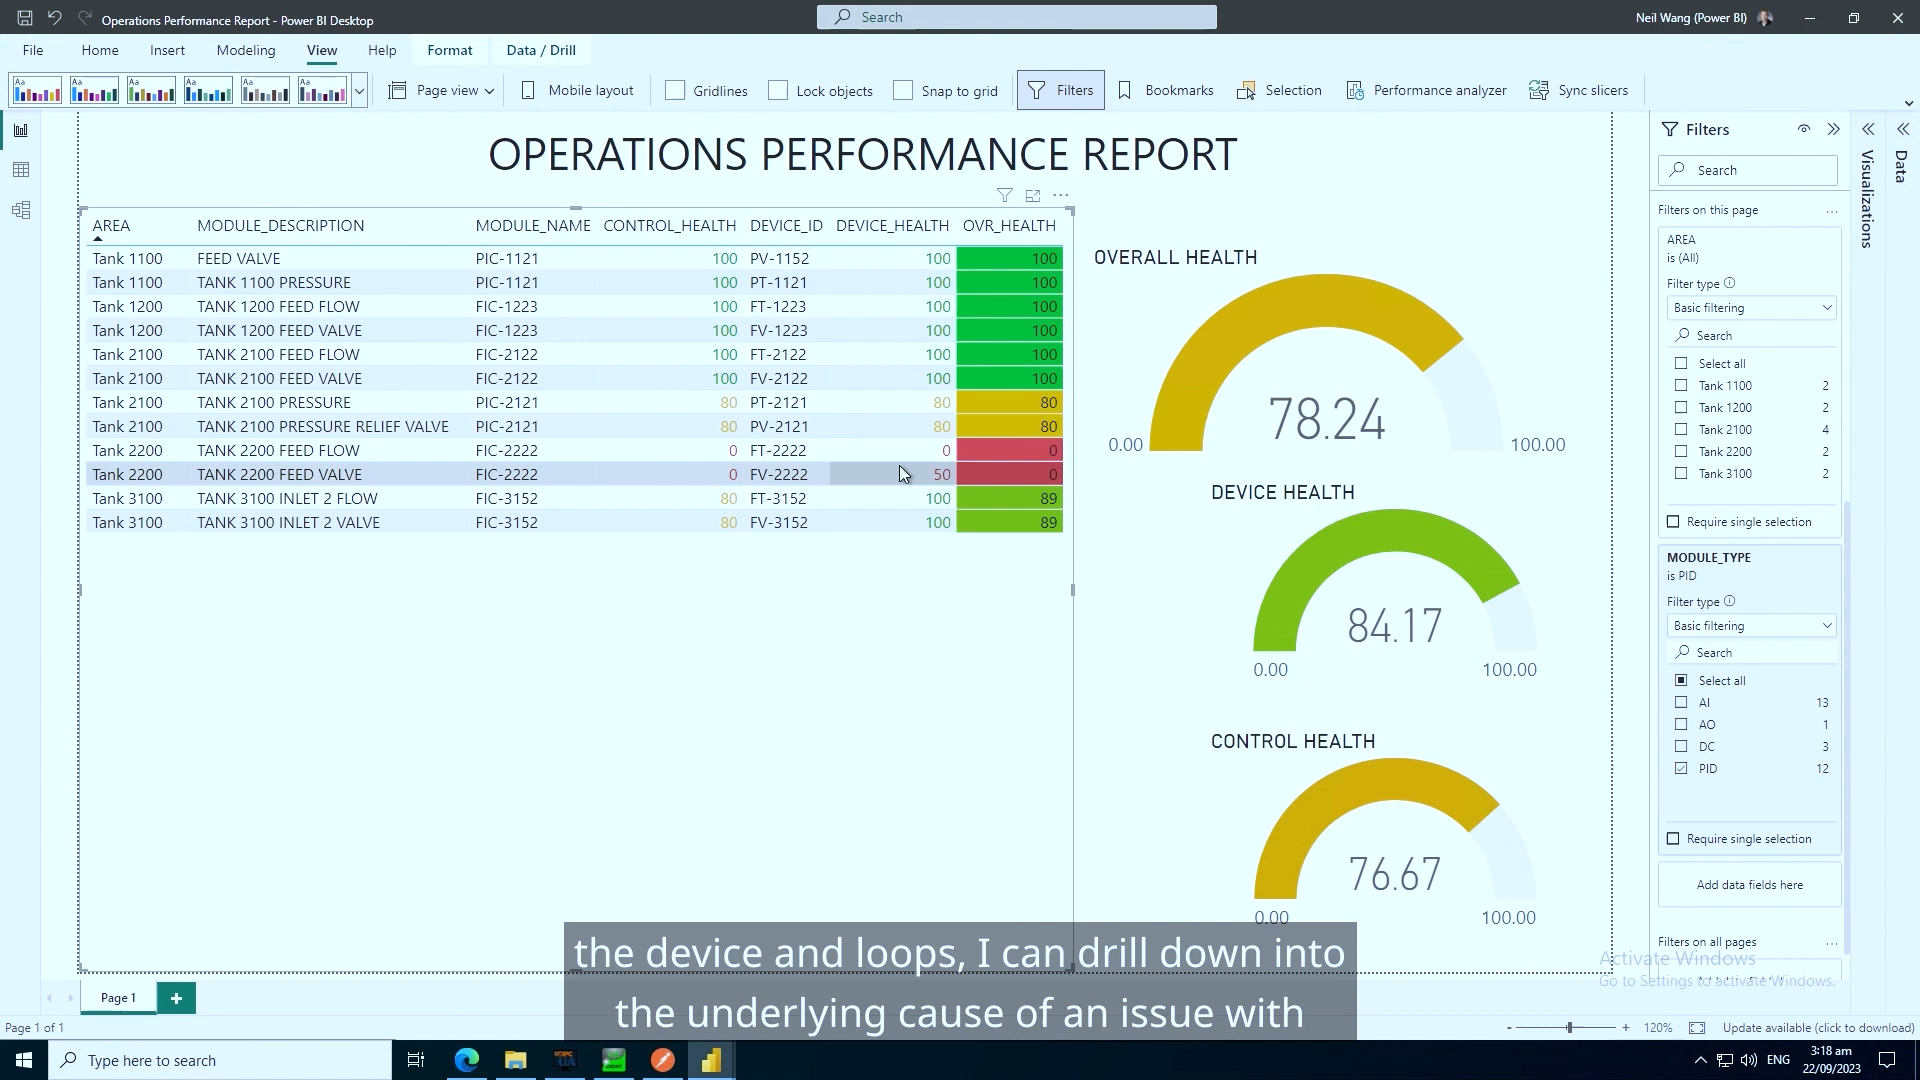 Operations Performance Report - Power BI Desktop
Search
Neil Wang (Power BI)
File Home Insert Modeling View Help Format Data / Drill
Aa Aa Aa Aa Aa Aa
Page view Mobile layout Gridlines Lock objects Snap to grid Filters Bookmarks Selection Performance analyzer Sync slicers
OPERATIONS PERFORMANCE REPORT
AREA MODULE_DESCRIPTION MODULE_NAME CONTROL_HEALTH DEVICE_ID DEVICE_HEALTH OVR_HEALTH
Tank 1100 FEED VALVE PIC-1121 100 PV-1152 100 100
Tank 1100 TANK 1100 PRESSURE PIC-1121 100 PT-1121 100 100
Tank 1200 TANK 1200 FEED FLOW FIC-1223 100 FT-1223 100 100
Tank 1200 TANK 1200 FEED VALVE FIC-1223 100 FV-1223 100 100
Tank 2100 TANK 2100 FEED FLOW FIC-2122 100 FT-2122 100 100
Tank 2100 TANK 2100 FEED VALVE FIC-2122 100 FV-2122 100 100
Tank 2100 TANK 2100 PRESSURE PIC-2121 80 PT-2121 80 80
Tank 2100 TANK 2100 PRESSURE RELIEF VALVE PIC-2121 80 PV-2121 80 80
Tank 2200 TANK 2200 FEED FLOW FIC-2222 0 FT-2222 0 0
Tank 2200 TANK 2200 FEED VALVE FIC-2222 0 FV-2222 50 0
Tank 3100 TANK 3100 INLET 2 FLOW FIC-3152 80 FT-3152 100 89
Tank 3100 TANK 3100 INLET 2 VALVE FIC-3152 80 FV-3152 100 89
OVERALL HEALTH
78.24
0.00 100.00
DEVICE HEALTH
84.17
0.00 100.00
CONTROL HEALTH
76.67
0.00 100.00
Filters
Search
Filters on this page
AREA
is (All)
Filter type
Basic filtering
Search
Select all
Tank 1100 2
Tank 1200 2
Tank 2100 4
Tank 2200 2
Tank 3100 2
Require single selection
MODULE_TYPE
is PID
Filter type
Basic filtering
Search
Select all
AI 13
AO 1
DC 3
PID 12
Require single selection
Add data fields here
Filters on all pages
Visualizations
Data
Activate Windows
Go to Settings to activate Windows.
the device and loops, I can drill down into
the underlying cause of an issue with
Page 1
Page 1 of 1
120%
Update available (click to download)
Type here to search
ENG
3:18 am
22/09/2023